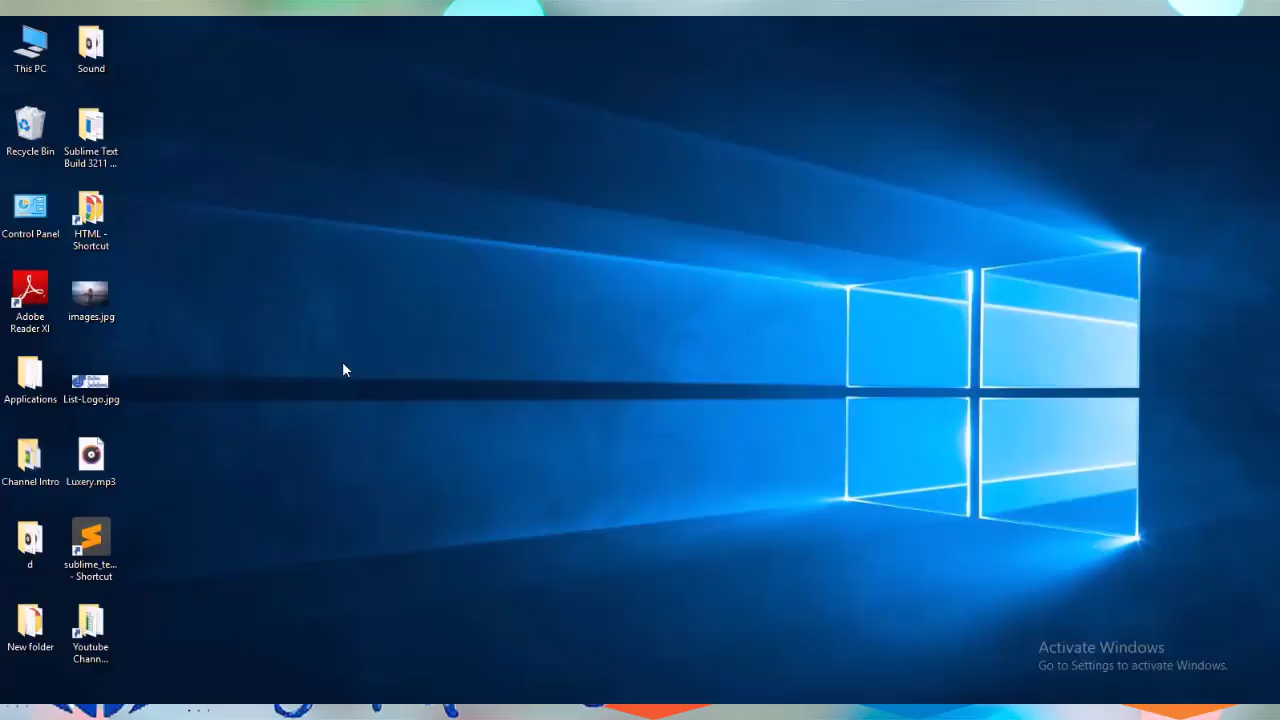 This PC
Sound
Recycle Bin
Sublime Text
Build 3211 ...
Control Panel
HTML -
Shortcut
Adobe
Reader XI
images.jpg
Applications
List-Logo.jpg
Channel Intro
Luxery.mp3
d
sublime_te...
- Shortcut
New folder
Youtube
Chann...
Activate Windows
Go to Settings to activate Windows.